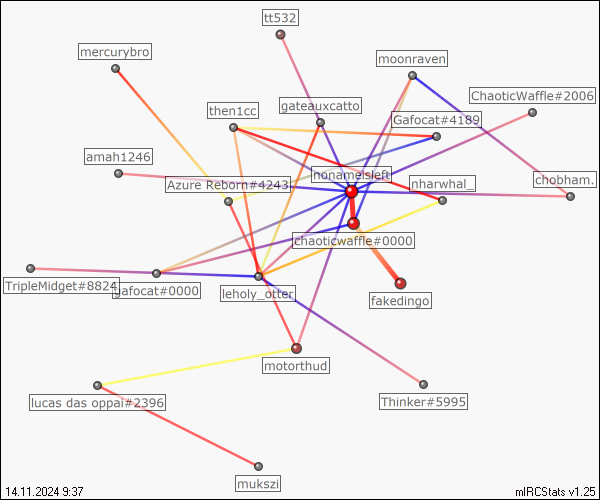 tt532
mercurybro
moonraven
ChaoticWaffle#2006
then1cc
gateauxcatto
Gafocat#4189
amah1246
nonameisleft
Azure Reborn#4243
nharwhal_
chobham.
chaoticwaffle#0000
TripleMidget#8824
gafocat#0000
leholy_otter
fakedingo
motorthud
lucas das oppai#2396
Thinker#5995
mukszi
14.11.2024 9:37
mIRCStats v1.25